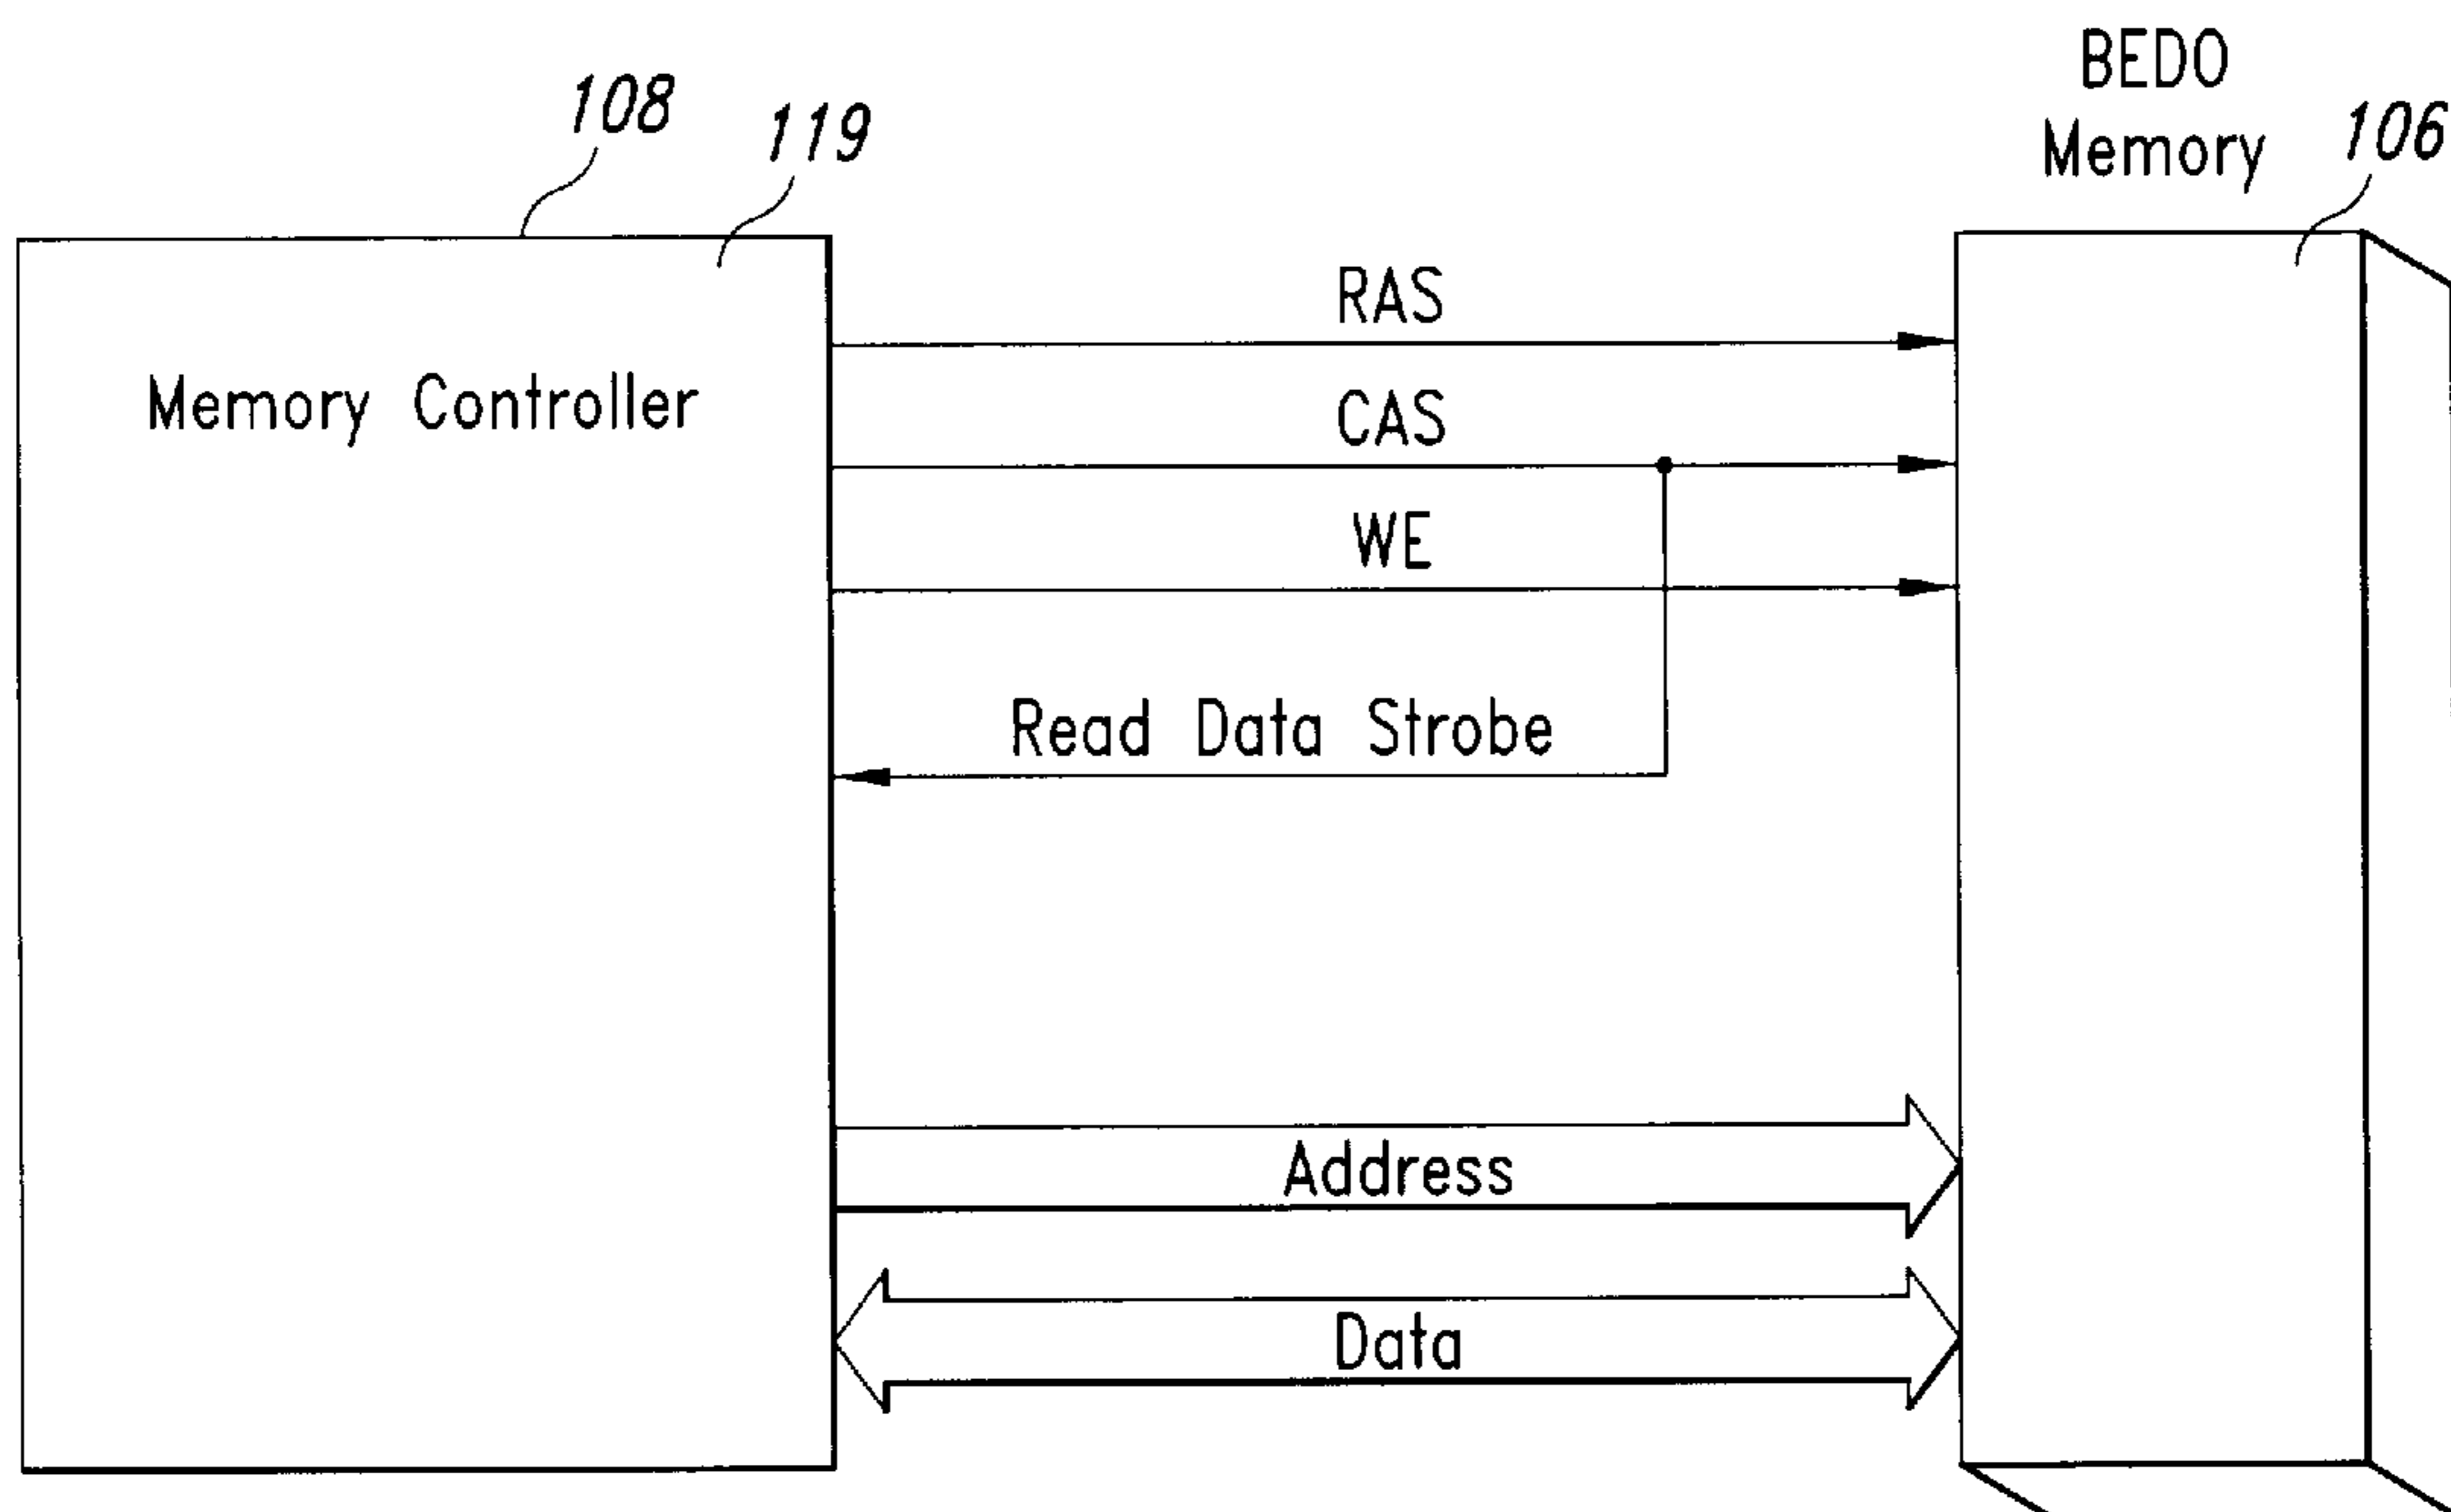 BEDO
Memory
108
119
106
RAS
Memory Controller
CAS
WE
Read Data Strobe
Address
Data